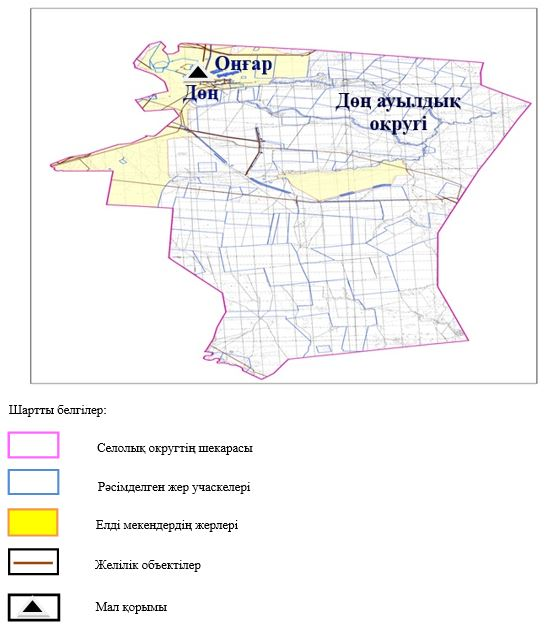 Оңғар
Дөң
Дөң ауылдық
округі
Шартты белгілер:
Селолық округтің шекарасы
Рәсімделген жер учаскелері
Елді мекендердің жерлері
Желілік объектілер
Мал қорымы